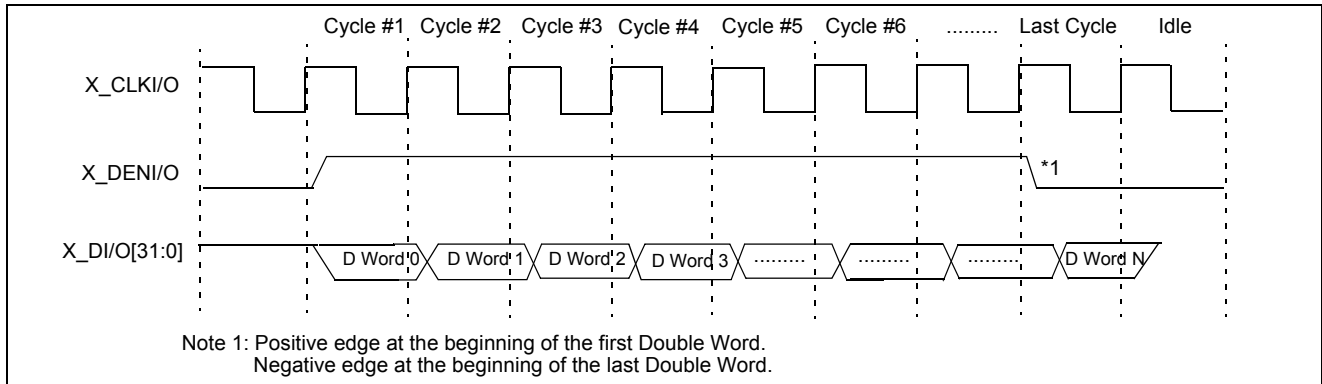 Cycle #1 Cycle #2 Cycle #3 Cycle #4 Cycle #5 Cycle #6 ......... Last Cycle Idle
X_CLKI/O
X_DENI/O *1
X_DI/O[31:0] D Word 0 D Word 1 D Word 2 D Word 3 ......... ......... ......... D Word N
Note 1: Positive edge at the beginning of the first Double Word.
Negative edge at the beginning of the last Double Word.